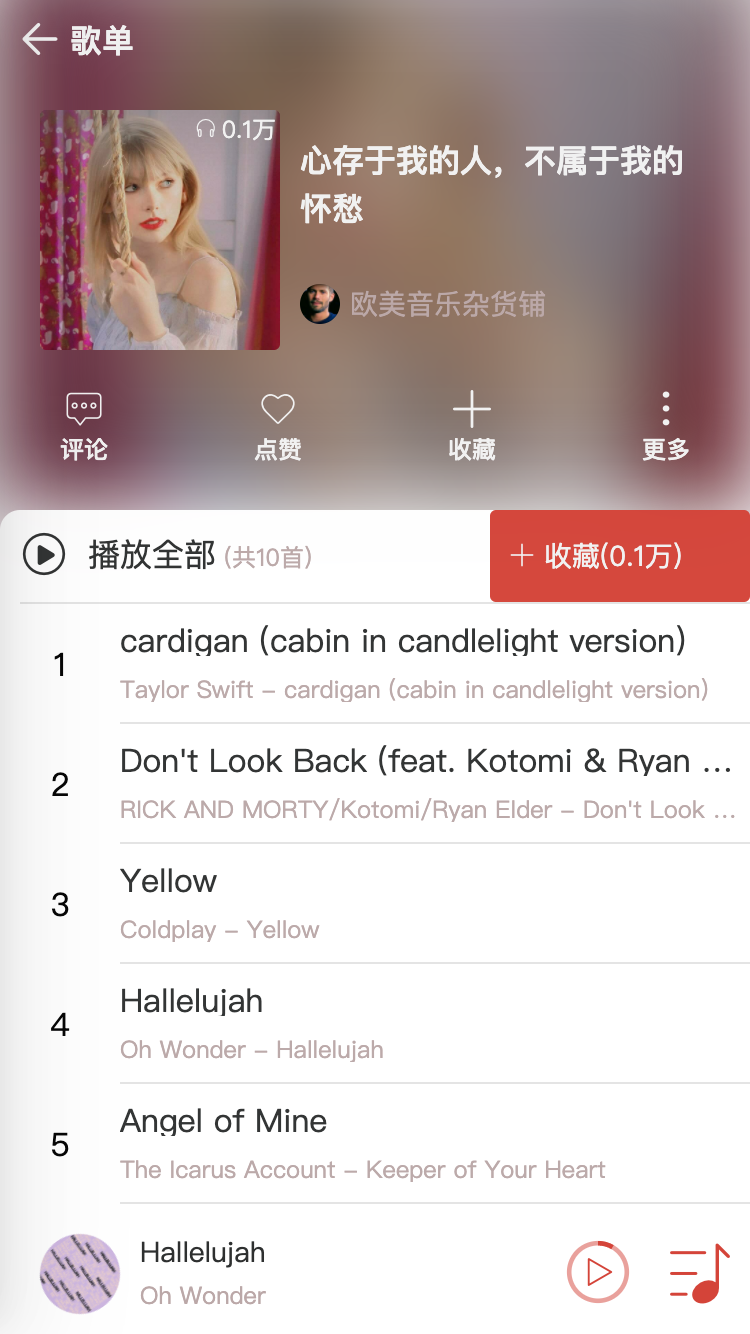 歌单
0.1万
心存于我的人，不属于我的
怀愁
欧美音乐杂货铺
评论
点赞
收藏
更多
播放全部 (共10首)
收藏(0.1万)
1
cardigan (cabin in candlelight version)
Taylor Swift – cardigan (cabin in candlelight version)
2
Don't Look Back (feat. Kotomi & Ryan …
RICK AND MORTY/Kotomi/Ryan Elder – Don't Look …
3
Yellow
Coldplay – Yellow
4
Hallelujah
Oh Wonder – Hallelujah
5
Angel of Mine
The Icarus Account – Keeper of Your Heart
Hallelujah
Oh Wonder